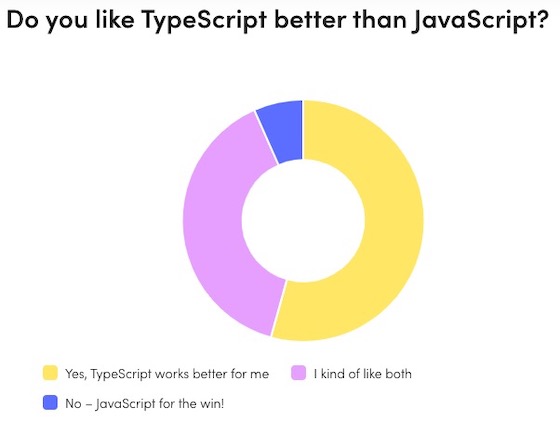 Do you like TypeScript better than JavaScript?
Yes, TypeScript works better for me
I kind of like both
No – JavaScript for the win!